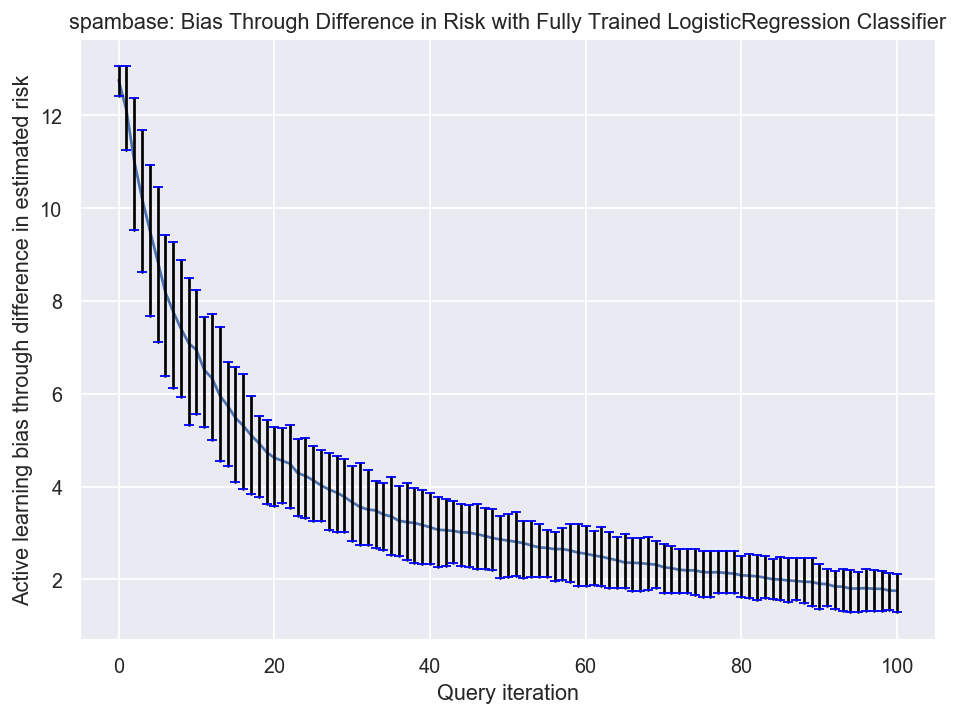 spambase: Bias Through Difference in Risk with Fully Trained LogisticRegression Classifier
Active learning bias through difference in estimated risk
12
10
8
6
4
2
0 20 40 60 80 100
Query iteration